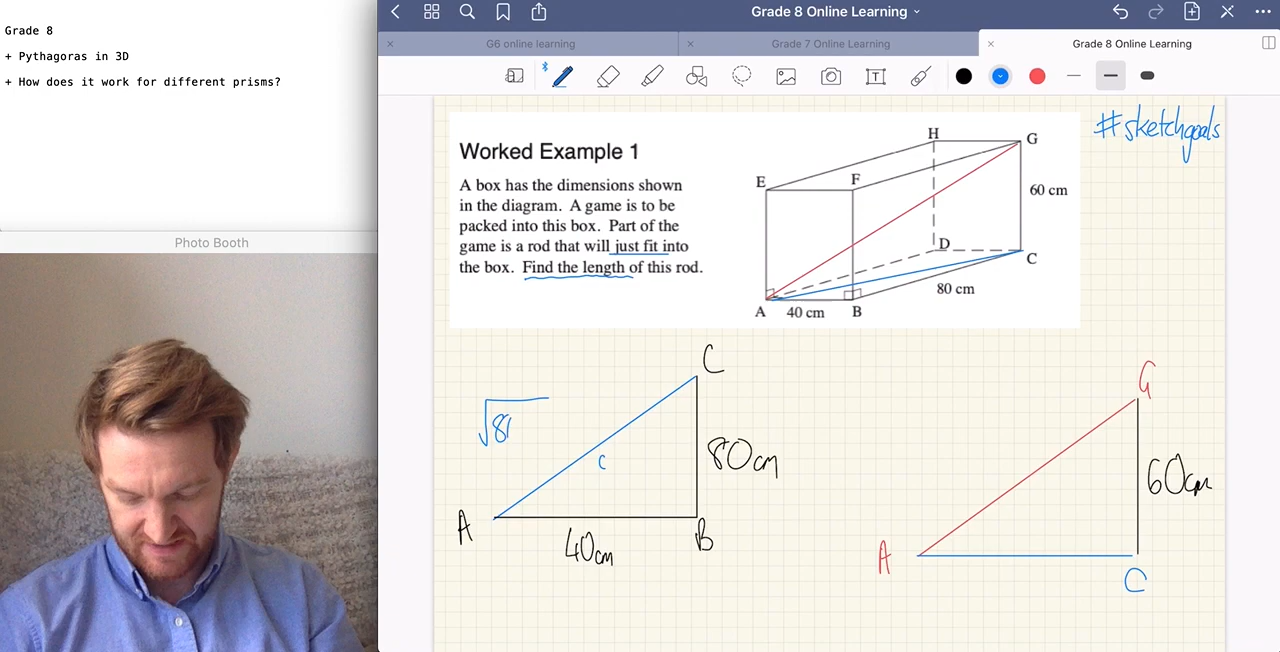 Grade 8
+ Pythagoras in 3D
+ How does it work for different prisms?
Photo Booth
Grade 8 Online Learning
G6 online learning
Grade 7 Online Learning
Grade 8 Online Learning
T
#sketchgoals
Worked Example 1
A box has the dimensions shown
in the diagram. A game is to be
packed into this box. Part of the
game is a rod that will just fit into
the box. Find the length of this rod.
H
G
E
F
60 cm
D
C
80 cm
A
40 cm
B
C
√8
c
80cm
A
40cm
B
G
60cm
A
C